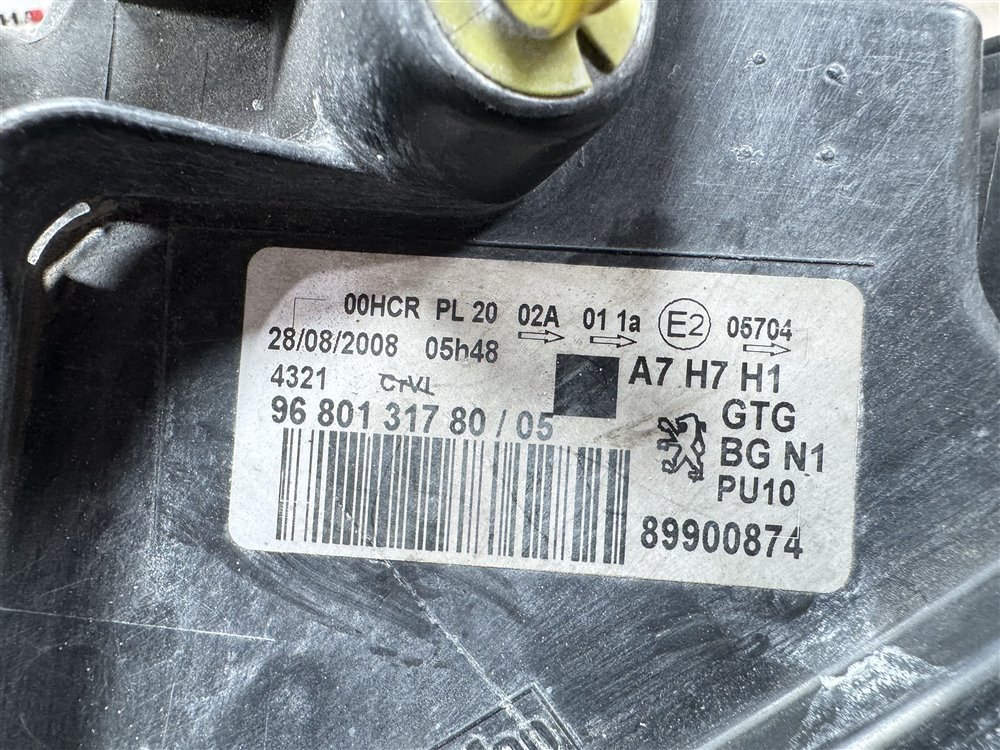 00HCR PL 20 02A 01 1a E2 05704
28/08/2008 05h48
4321
A7 H7 H1
96 801 317 80 / 05
GTG
BG N1
PU10
89900874